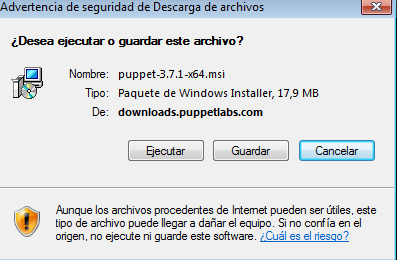 Advertencia de seguridad de Descarga de archivos
¿Desea ejecutar o guardar este archivo?
Nombre: puppet-3.7.1-x64.msi
Tipo: Paquete de Windows Installer, 17,9 MB
De: downloads.puppetlabs.com
Ejecutar Guardar Cancelar
Aunque los archivos procedentes de Internet pueden ser útiles, este
tipo de archivo puede llegar a dañar el equipo. Si no confía en el
origen, no ejecute ni guarde este software. ¿Cuál es el riesgo?